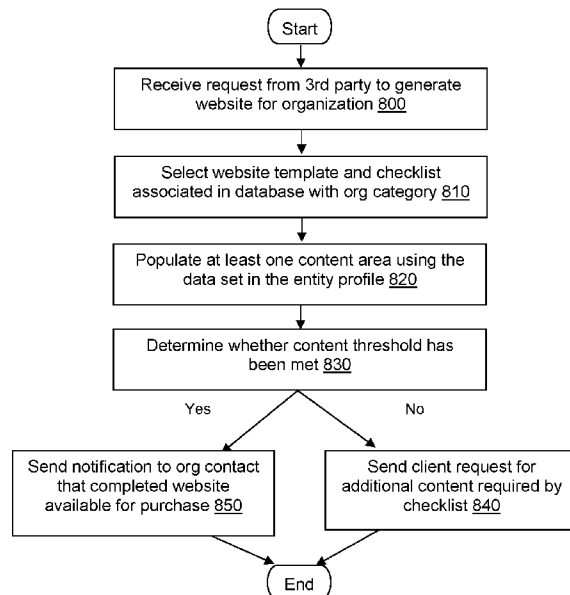 Start
Receive request from 3rd party to generate
website for organization 800
Select website template and checklist
associated in database with org category 810
Populate at least one content area using the
data set in the entity profile 820
Determine whether content threshold has
been met 830
Yes
No
Send notification to org contact
that completed website
available for purchase 850
Send client request for
additional content required by
checklist 840
End